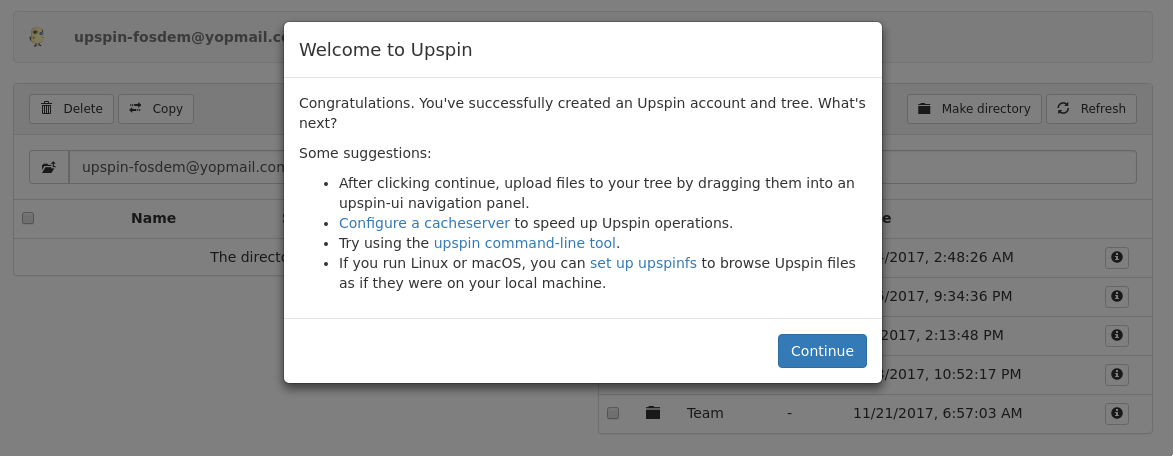 upspin-fosdem@yopmail.c
Welcome to Upspin
Delete
Copy
Make directory
Refresh
Congratulations. You've successfully created an Upspin account and tree. What's
next?
Some suggestions:
After clicking continue, upload files to your tree by dragging them into an
upspin-ui navigation panel.
Configure a cacheserver to speed up Upspin operations.
Try using the upspin command-line tool.
If you run Linux or macOS, you can set up upspinfs to browse Upspin files
as if they were on your local machine.
Continue
upspin-fosdem@yopmail.com
Name
The directo
/2017, 2:48:26 AM
/2017, 9:34:36 PM
2017, 2:13:48 PM
/2017, 10:52:17 PM
Team - 11/21/2017, 6:57:03 AM